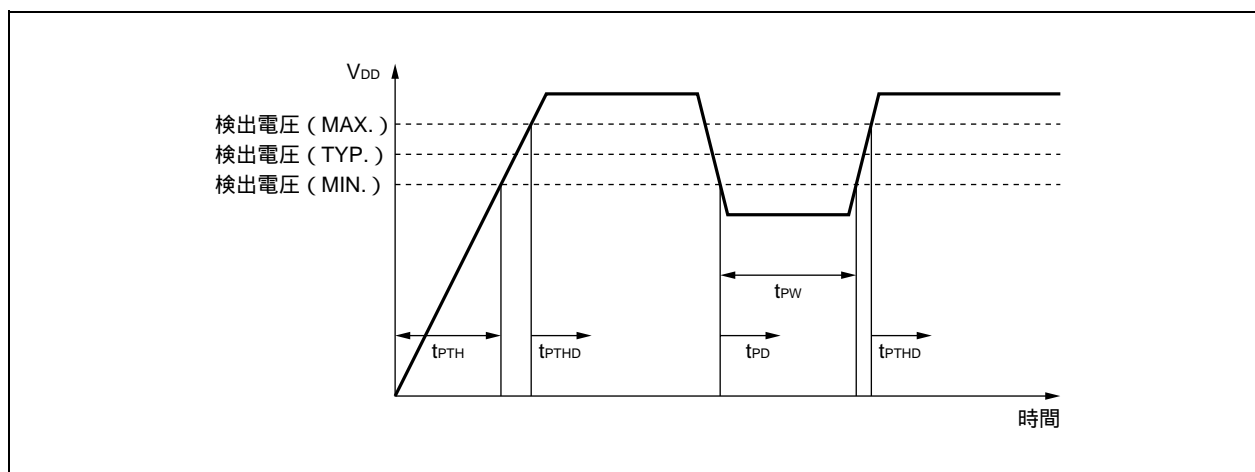 VDD
検出電圧（MAX.）
検出電圧（TYP.）
検出電圧（MIN.）
tPW
tPTH
tPTHD
tPD
tPTHD
時間